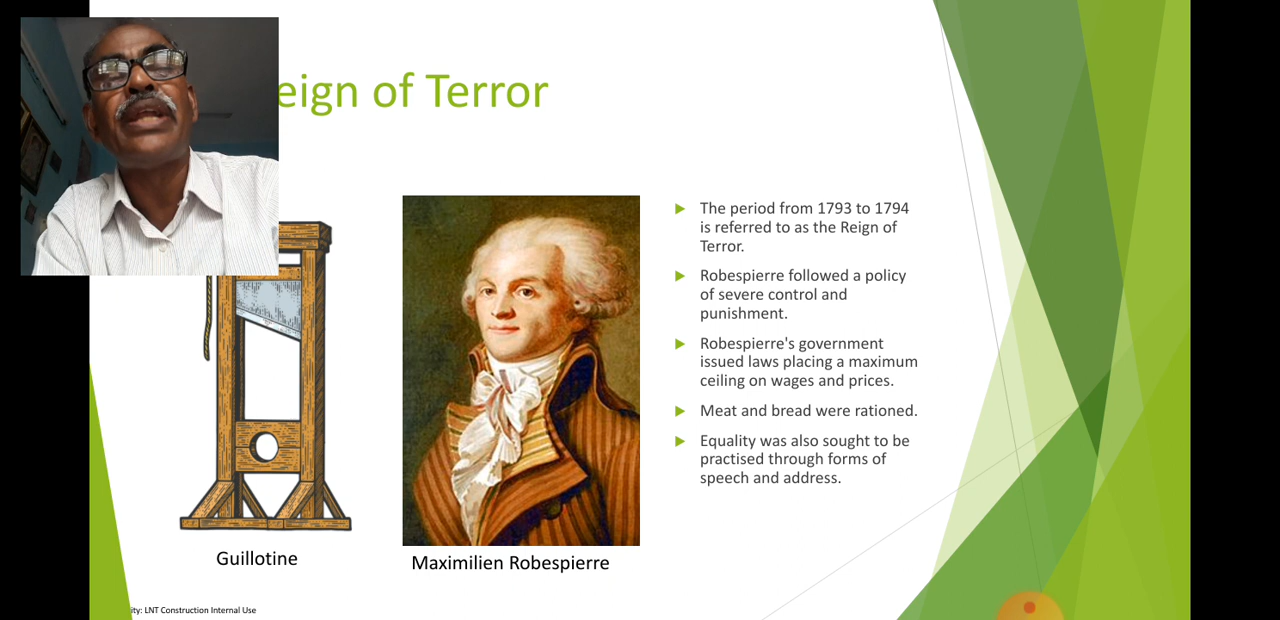 eign of Terror
The period from 1793 to 1794
is referred to as the Reign of
Terror.
Robespierre followed a policy
of severe control and
punishment.
Robespierre's government
issued laws placing a maximum
ceiling on wages and prices.
Meat and bread were rationed.
Equality was also sought to be
practised through forms of
speech and address.
Guillotine
Maximilien Robespierre
ity: LNT Construction Internal Use